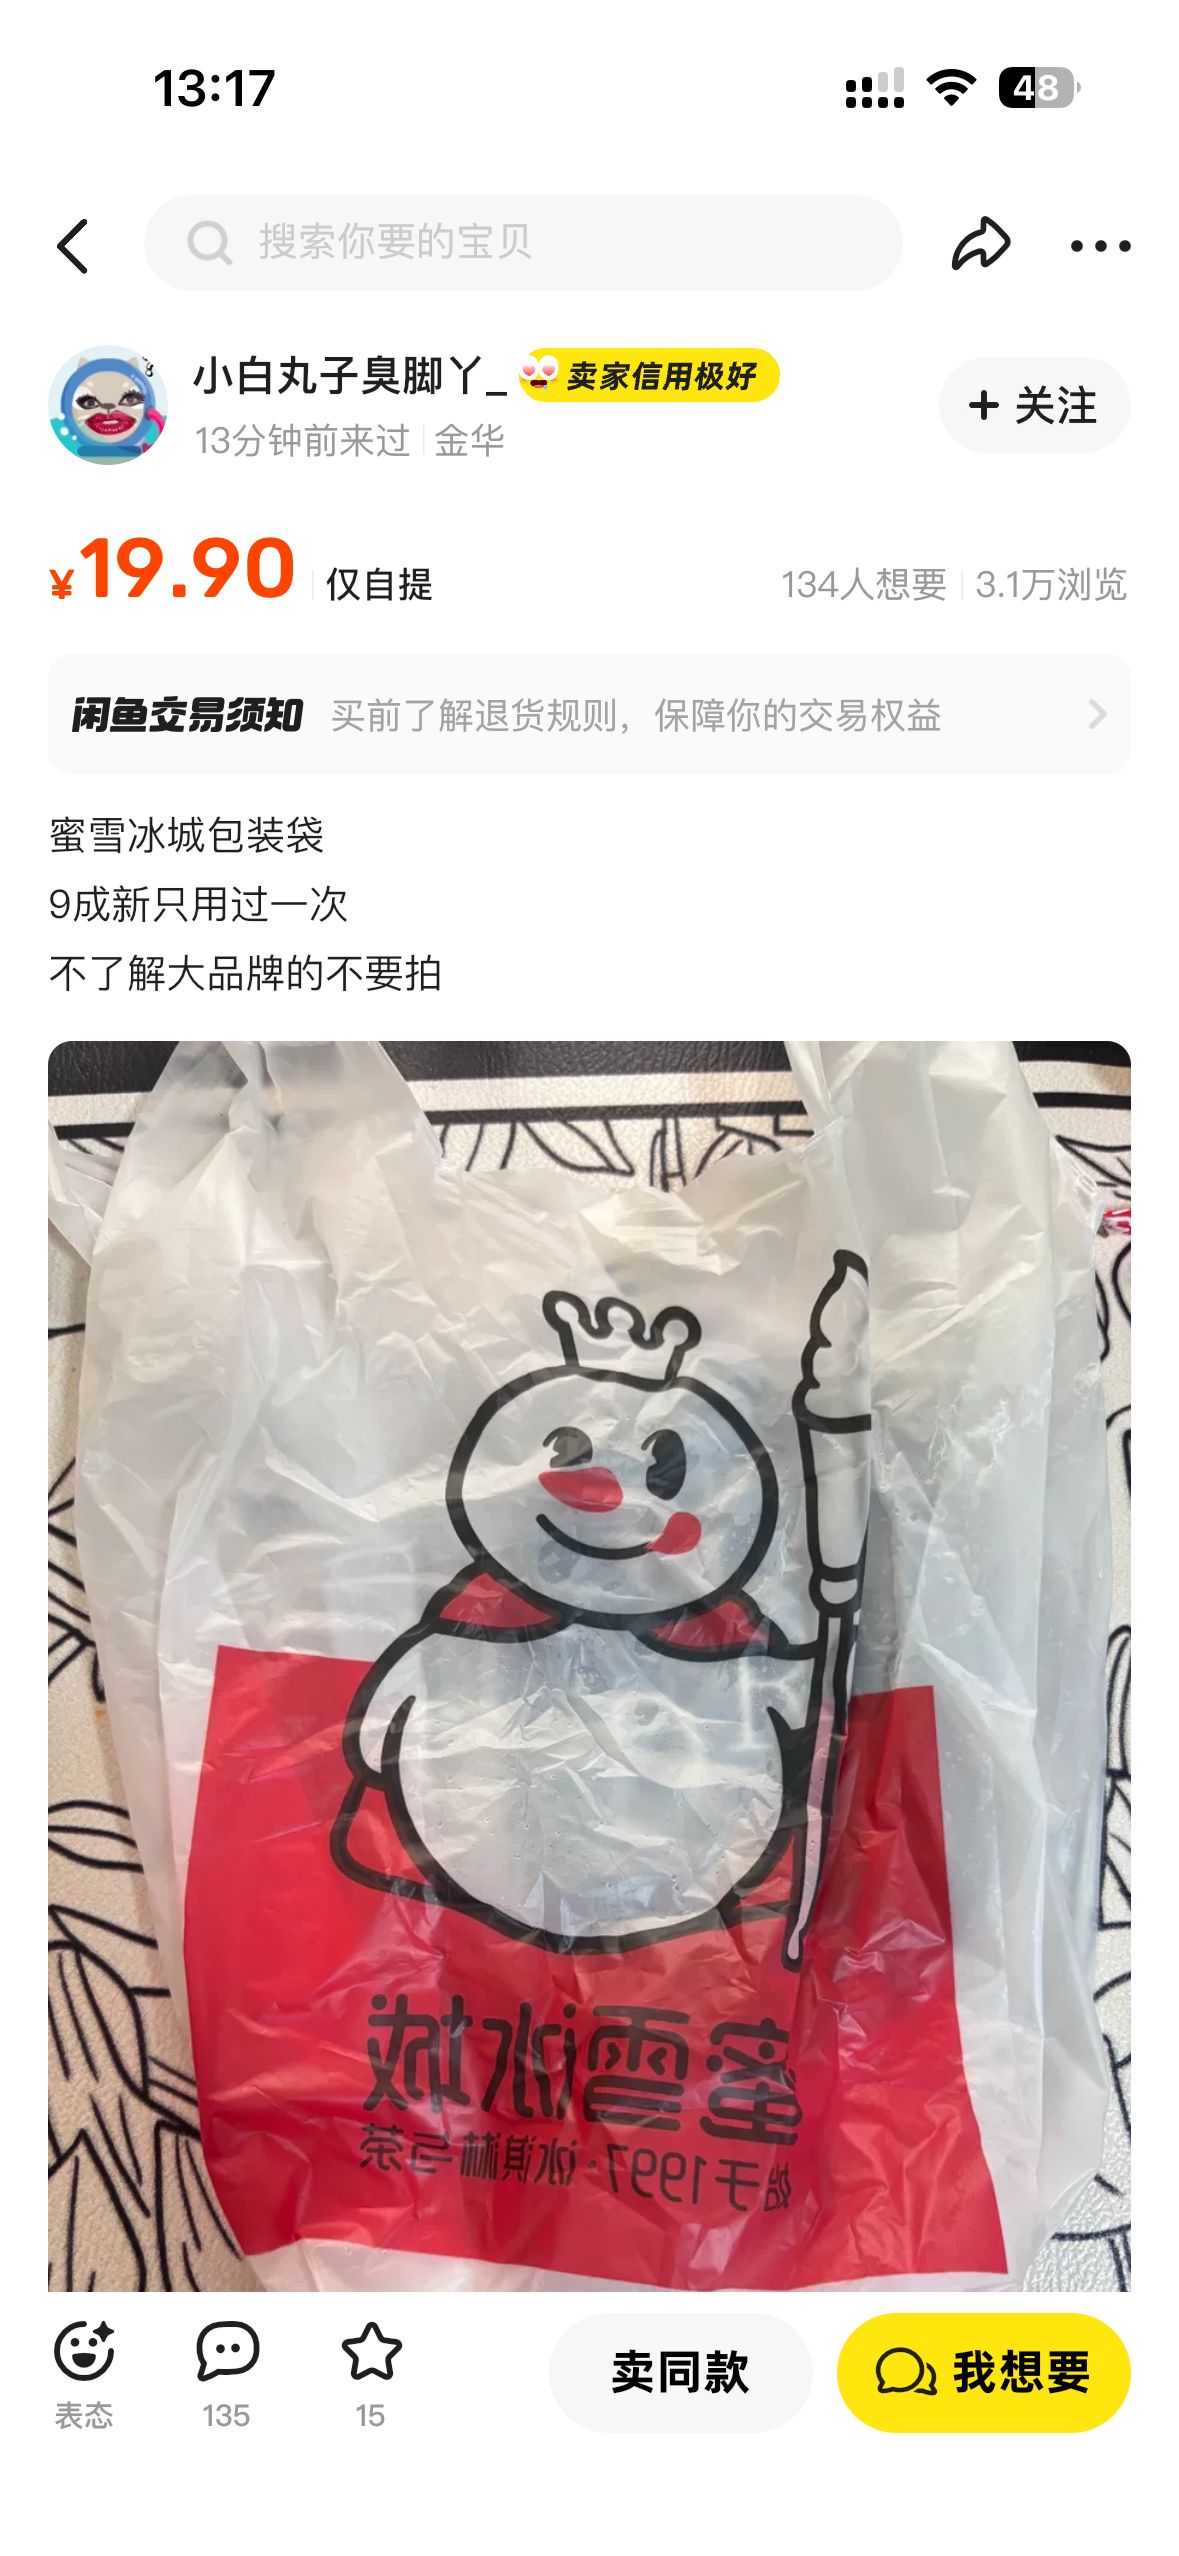 13:17
48
搜索你要的宝贝
小白丸子臭脚丫_ 卖家信用极好
13分钟前来过 | 金华
+ 关注
¥19.90 | 仅自提
134人想要 | 3.1万浏览
闲鱼交易须知 买前了解退货规则，保障你的交易权益
蜜雪冰城包装袋
9成新只用过一次
不了解大品牌的不要拍
蜜雪冰城
始于1997·冰淇淋与茶
表态
135
15
卖同款
我想要